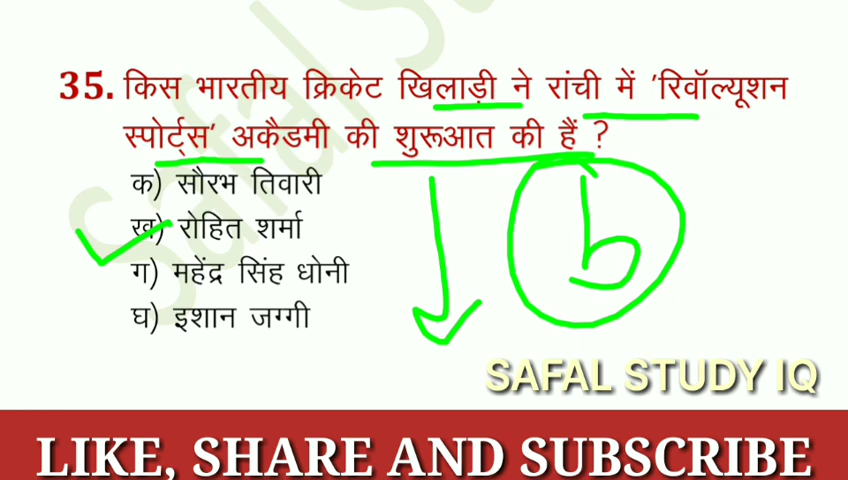 35. किस भारतीय क्रिकेट खिलाड़ी ने रांची में 'रिवॉल्यूशन
स्पोर्ट्स' अकैडमी की शुरूआत की हैं ?
क) सौरभ तिवारी
ख) रोहित शर्मा
ग) महेंद्र सिंह धोनी
घ) इशान जग्गी
b
SAFAL STUDY IQ
LIKE, SHARE AND SUBSCRIBE